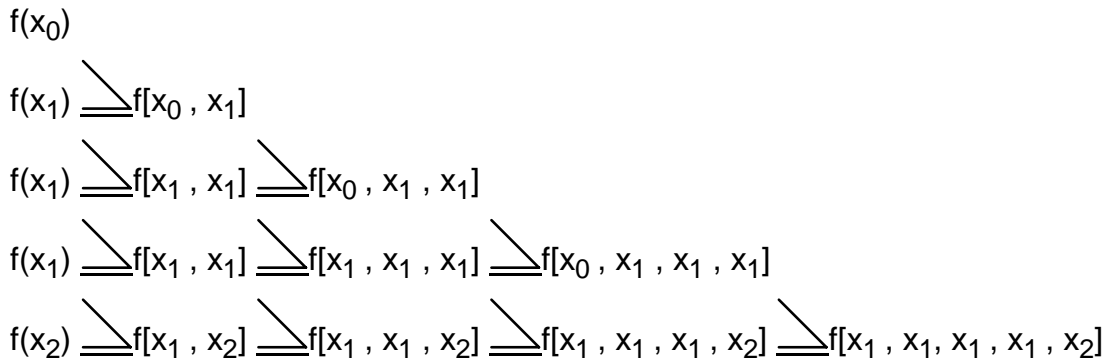 f(x₀)
f(x₁) f[x₀ , x₁]
f(x₁) f[x₁ , x₁] f[x₀ , x₁ , x₁]
f(x₁) f[x₁ , x₁] f[x₁ , x₁ , x₁] f[x₀ , x₁ , x₁ , x₁]
f(x₂) f[x₁ , x₂] f[x₁ , x₁ , x₂] f[x₁ , x₁ , x₁ , x₂] f[x₁ , x₁, x₁ , x₁ , x₂]